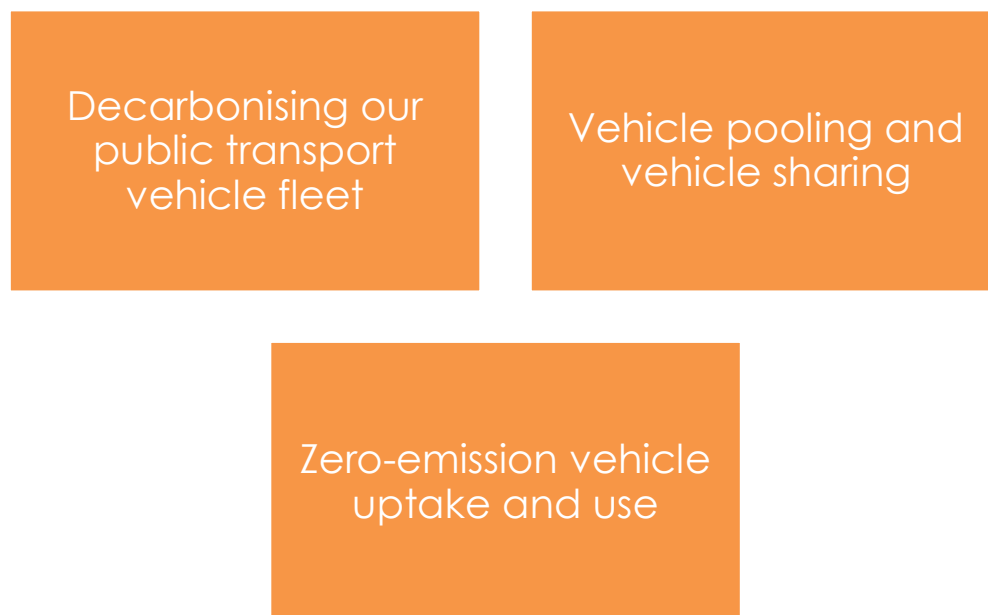 Decarbonising our
public transport
vehicle fleet
Vehicle pooling and
vehicle sharing
Zero-emission vehicle
uptake and use